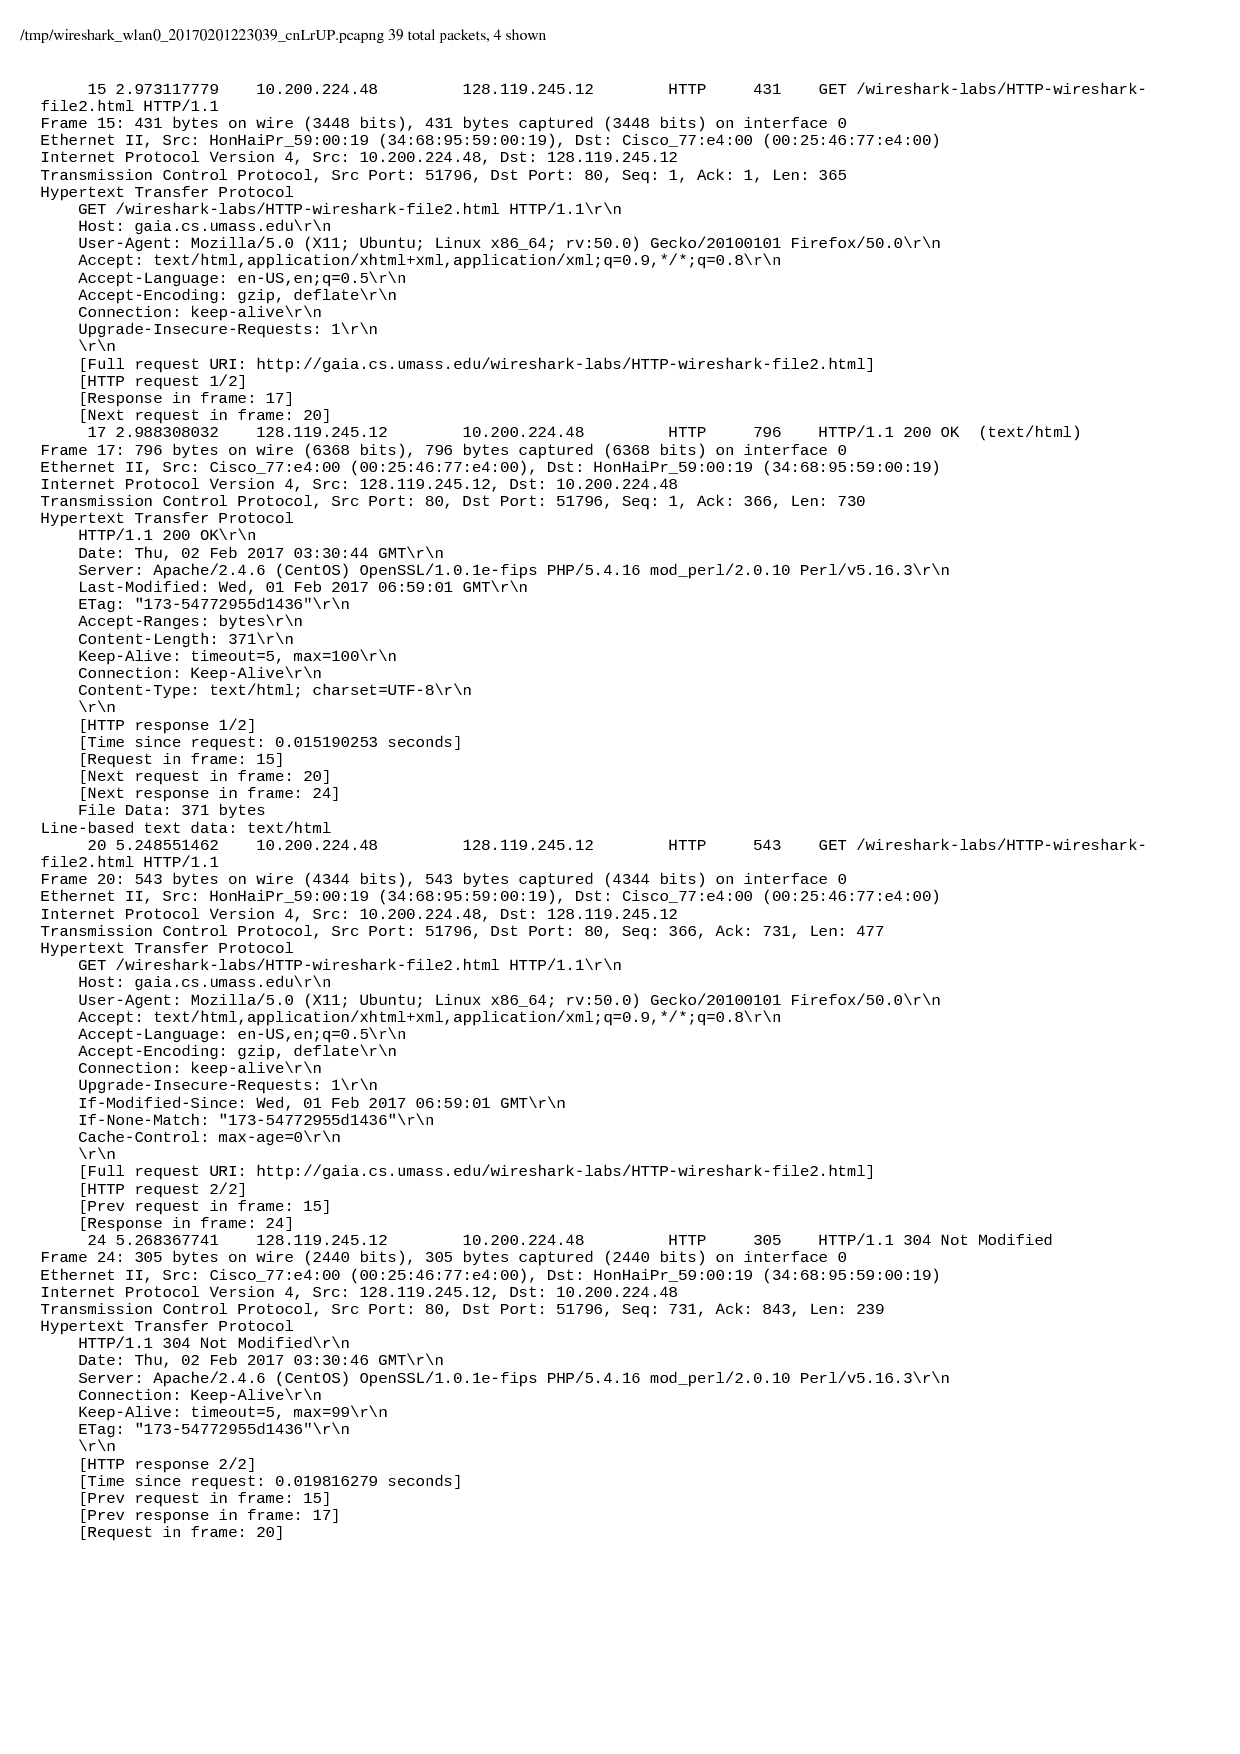 /tmp/wireshark_wlan0_20170201223039_cnLrUP.pcapng 39 total packets, 4 shown
15 2.973117779 10.200.224.48 128.119.245.12 HTTP 431 GET /wireshark-labs/HTTP-wireshark-
file2.html HTTP/1.1
Frame 15: 431 bytes on wire (3448 bits), 431 bytes captured (3448 bits) on interface 0
Ethernet II, Src: HonHaiPr_59:00:19 (34:68:95:59:00:19), Dst: Cisco_77:e4:00 (00:25:46:77:e4:00)
Internet Protocol Version 4, Src: 10.200.224.48, Dst: 128.119.245.12
Transmission Control Protocol, Src Port: 51796, Dst Port: 80, Seq: 1, Ack: 1, Len: 365
Hypertext Transfer Protocol
GET /wireshark-labs/HTTP-wireshark-file2.html HTTP/1.1\r\n
Host: gaia.cs.umass.edu\r\n
User-Agent: Mozilla/5.0 (X11; Ubuntu; Linux x86_64; rv:50.0) Gecko/20100101 Firefox/50.0\r\n
Accept: text/html,application/xhtml+xml,application/xml;q=0.9,*/*;q=0.8\r\n
Accept-Language: en-US,en;q=0.5\r\n
Accept-Encoding: gzip, deflate\r\n
Connection: keep-alive\r\n
Upgrade-Insecure-Requests: 1\r\n
\r\n
[Full request URI: http://gaia.cs.umass.edu/wireshark-labs/HTTP-wireshark-file2.html]
[HTTP request 1/2]
[Response in frame: 17]
[Next request in frame: 20]
17 2.988308032 128.119.245.12 10.200.224.48 HTTP 796 HTTP/1.1 200 OK (text/html)
Frame 17: 796 bytes on wire (6368 bits), 796 bytes captured (6368 bits) on interface 0
Ethernet II, Src: Cisco_77:e4:00 (00:25:46:77:e4:00), Dst: HonHaiPr_59:00:19 (34:68:95:59:00:19)
Internet Protocol Version 4, Src: 128.119.245.12, Dst: 10.200.224.48
Transmission Control Protocol, Src Port: 80, Dst Port: 51796, Seq: 1, Ack: 366, Len: 730
Hypertext Transfer Protocol
HTTP/1.1 200 OK\r\n
Date: Thu, 02 Feb 2017 03:30:44 GMT\r\n
Server: Apache/2.4.6 (CentOS) OpenSSL/1.0.1e-fips PHP/5.4.16 mod_perl/2.0.10 Perl/v5.16.3\r\n
Last-Modified: Wed, 01 Feb 2017 06:59:01 GMT\r\n
ETag: "173-54772955d1436"\r\n
Accept-Ranges: bytes\r\n
Content-Length: 371\r\n
Keep-Alive: timeout=5, max=100\r\n
Connection: Keep-Alive\r\n
Content-Type: text/html; charset=UTF-8\r\n
\r\n
[HTTP response 1/2]
[Time since request: 0.015190253 seconds]
[Request in frame: 15]
[Next request in frame: 20]
[Next response in frame: 24]
File Data: 371 bytes
Line-based text data: text/html
20 5.248551462 10.200.224.48 128.119.245.12 HTTP 543 GET /wireshark-labs/HTTP-wireshark-
file2.html HTTP/1.1
Frame 20: 543 bytes on wire (4344 bits), 543 bytes captured (4344 bits) on interface 0
Ethernet II, Src: HonHaiPr_59:00:19 (34:68:95:59:00:19), Dst: Cisco_77:e4:00 (00:25:46:77:e4:00)
Internet Protocol Version 4, Src: 10.200.224.48, Dst: 128.119.245.12
Transmission Control Protocol, Src Port: 51796, Dst Port: 80, Seq: 366, Ack: 731, Len: 477
Hypertext Transfer Protocol
GET /wireshark-labs/HTTP-wireshark-file2.html HTTP/1.1\r\n
Host: gaia.cs.umass.edu\r\n
User-Agent: Mozilla/5.0 (X11; Ubuntu; Linux x86_64; rv:50.0) Gecko/20100101 Firefox/50.0\r\n
Accept: text/html,application/xhtml+xml,application/xml;q=0.9,*/*;q=0.8\r\n
Accept-Language: en-US,en;q=0.5\r\n
Accept-Encoding: gzip, deflate\r\n
Connection: keep-alive\r\n
Upgrade-Insecure-Requests: 1\r\n
If-Modified-Since: Wed, 01 Feb 2017 06:59:01 GMT\r\n
If-None-Match: "173-54772955d1436"\r\n
Cache-Control: max-age=0\r\n
\r\n
[Full request URI: http://gaia.cs.umass.edu/wireshark-labs/HTTP-wireshark-file2.html]
[HTTP request 2/2]
[Prev request in frame: 15]
[Response in frame: 24]
24 5.268367741 128.119.245.12 10.200.224.48 HTTP 305 HTTP/1.1 304 Not Modified
Frame 24: 305 bytes on wire (2440 bits), 305 bytes captured (2440 bits) on interface 0
Ethernet II, Src: Cisco_77:e4:00 (00:25:46:77:e4:00), Dst: HonHaiPr_59:00:19 (34:68:95:59:00:19)
Internet Protocol Version 4, Src: 128.119.245.12, Dst: 10.200.224.48
Transmission Control Protocol, Src Port: 80, Dst Port: 51796, Seq: 731, Ack: 843, Len: 239
Hypertext Transfer Protocol
HTTP/1.1 304 Not Modified\r\n
Date: Thu, 02 Feb 2017 03:30:46 GMT\r\n
Server: Apache/2.4.6 (CentOS) OpenSSL/1.0.1e-fips PHP/5.4.16 mod_perl/2.0.10 Perl/v5.16.3\r\n
Connection: Keep-Alive\r\n
Keep-Alive: timeout=5, max=99\r\n
ETag: "173-54772955d1436"\r\n
\r\n
[HTTP response 2/2]
[Time since request: 0.019816279 seconds]
[Prev request in frame: 15]
[Prev response in frame: 17]
[Request in frame: 20]